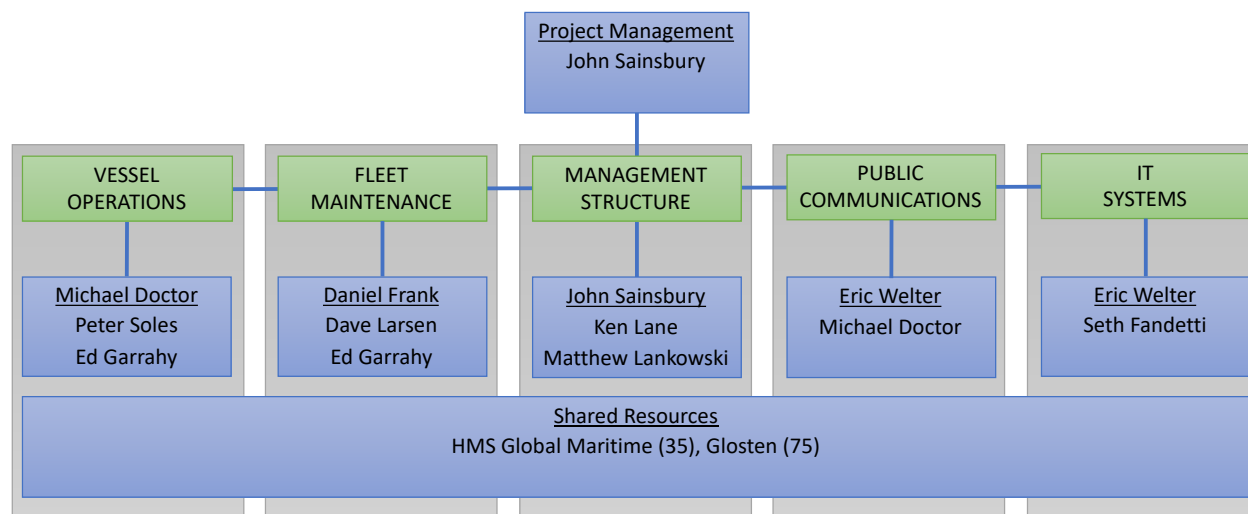 Project Management
John Sainsbury
VESSEL
OPERATIONS
FLEET
MAINTENANCE
MANAGEMENT
STRUCTURE
PUBLIC
COMMUNICATIONS
IT
SYSTEMS
Michael Doctor
Peter Soles
Ed Garrahy
Daniel Frank
Dave Larsen
Ed Garrahy
John Sainsbury
Ken Lane
Matthew Lankowski
Eric Welter
Michael Doctor
Eric Welter
Seth Fandetti
Shared Resources
HMS Global Maritime (35), Glosten (75)